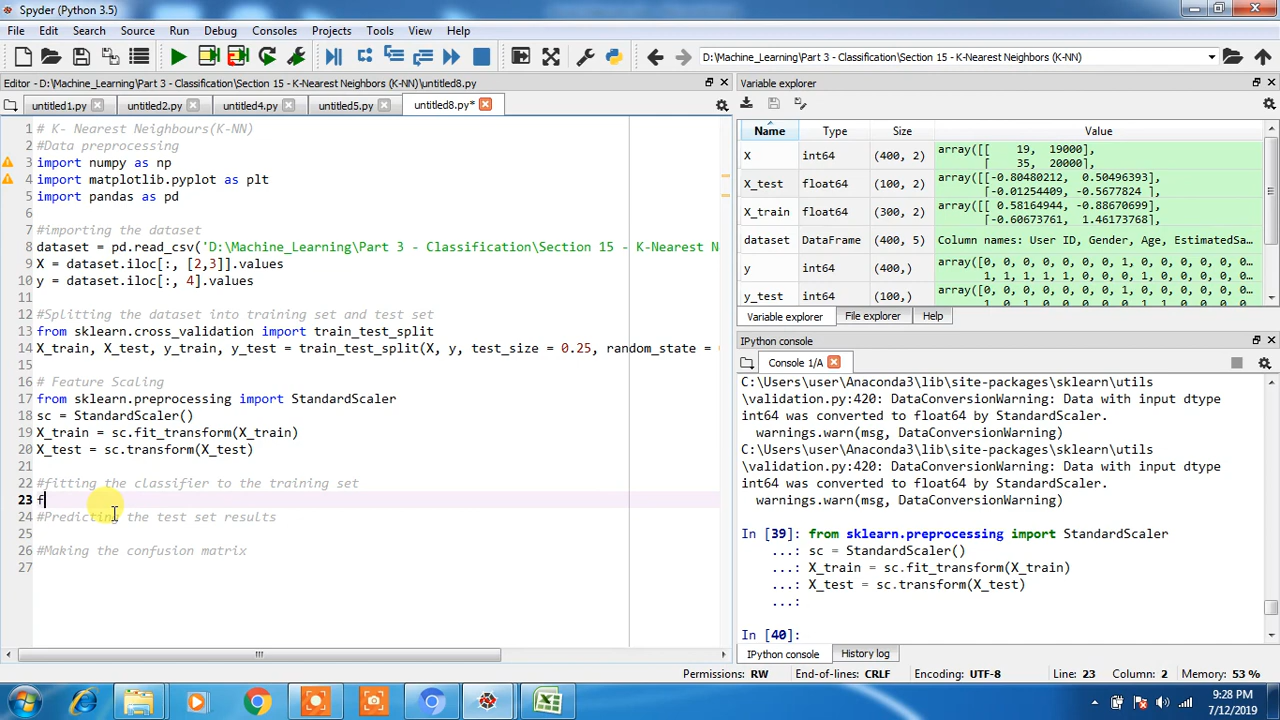 Spyder (Python 3.5)
File Edit Search Source Run Debug Consoles Projects Tools View Help
D:\Machine_Learning\Part 3 - Classification\Section 15 - K-Nearest Neighbors (K-NN)
Editor - D:\Machine_Learning\Part 3 - Classification\Section 15 - K-Nearest Neighbors (K-NN)\untitled8.py
untitled1.py untitled2.py untitled4.py untitled5.py untitled8.py*
1 # K- Nearest Neighbours(K-NN)
2 #Data preprocessing
3 import numpy as np
4 import matplotlib.pyplot as plt
5 import pandas as pd
6
7 #importing the dataset
8 dataset = pd.read_csv('D:\Machine_Learning\Part 3 - Classification\Section 15 - K-Nearest N
9 X = dataset.iloc[:, [2,3]].values
10 y = dataset.iloc[:, 4].values
11
12 #Splitting the dataset into training set and test set
13 from sklearn.cross_validation import train_test_split
14 X_train, X_test, y_train, y_test = train_test_split(X, y, test_size = 0.25, random_state =
15
16 # Feature Scaling
17 from sklearn.preprocessing import StandardScaler
18 sc = StandardScaler()
19 X_train = sc.fit_transform(X_train)
20 X_test = sc.transform(X_test)
21
22 #fitting the classifier to the training set
23 f
24 #Predicting the test set results
25
26 #Making the confusion matrix
27
Variable explorer
Name Type Size Value
X int64 (400, 2) array([[ 19, 19000],
[ 35, 20000],
X_test float64 (100, 2) array([[-0.80480212, 0.50496393],
[-0.01254409, -0.5677824 ],
X_train float64 (300, 2) array([[ 0.58164944, -0.88670699],
[-0.60673761, 1.46173768],
dataset DataFrame (400, 5) Column names: User ID, Gender, Age, EstimatedSa...
y int64 (400,) array([0, 0, 0, 0, 0, 0, 0, 1, 0, 0, 0, 0, 0, 0...
1, 1, 1, 1, 1, 0, 0, 0, 0, 0, 0...
y_test int64 (100,) array([0, 0, 0, 0, 0, 0, 0, 1, 0, 0, 0, 0, 0, 0...
Variable explorer File explorer Help
IPython console
Console 1/A
C:\Users\user\Anaconda3\lib\site-packages\sklearn\utils
\validation.py:420: DataConversionWarning: Data with input dtype
int64 was converted to float64 by StandardScaler.
warnings.warn(msg, DataConversionWarning)
C:\Users\user\Anaconda3\lib\site-packages\sklearn\utils
\validation.py:420: DataConversionWarning: Data with input dtype
int64 was converted to float64 by StandardScaler.
warnings.warn(msg, DataConversionWarning)
In [39]: from sklearn.preprocessing import StandardScaler
...: sc = StandardScaler()
...: X_train = sc.fit_transform(X_train)
...: X_test = sc.transform(X_test)
...:
In [40]:
IPython console History log
Permissions: RW End-of-lines: CRLF Encoding: UTF-8 Line: 23 Column: 2 Memory: 53 %
9:28 PM
7/12/2019